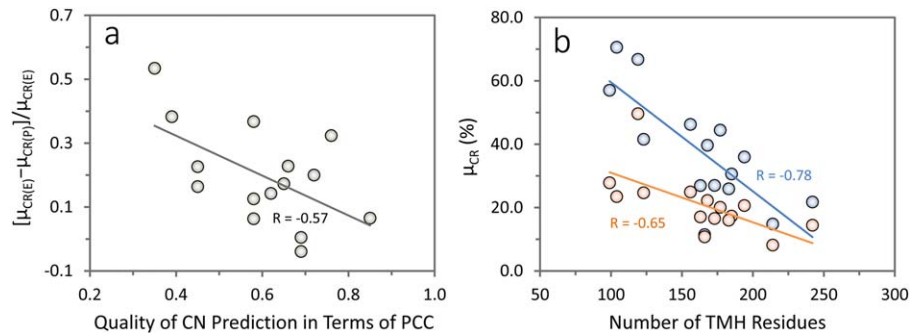 a
[μCR(E)−μCR(P)]/μCR(E)
0.7
0.5
0.3
0.1
-0.1
R = -0.57
0.2 0.4 0.6 0.8 1.0
Quality of CN Prediction in Terms of PCC
b
μCR (%)
80.0
60.0
40.0
20.0
0.0
R = -0.78
R = -0.65
50 100 150 200 250 300
Number of TMH Residues